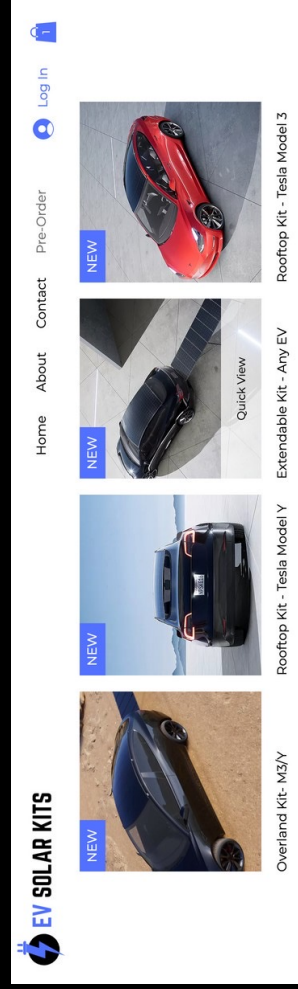 EV SOLAR KITS
Home
About
Contact
Pre-Order
Log In
1
NEW
NEW
NEW
NEW
Quick View
Overland Kit- M3/Y
Rooftop Kit - Tesla Model Y
Extendable Kit - Any EV
Rooftop Kit - Tesla Model 3